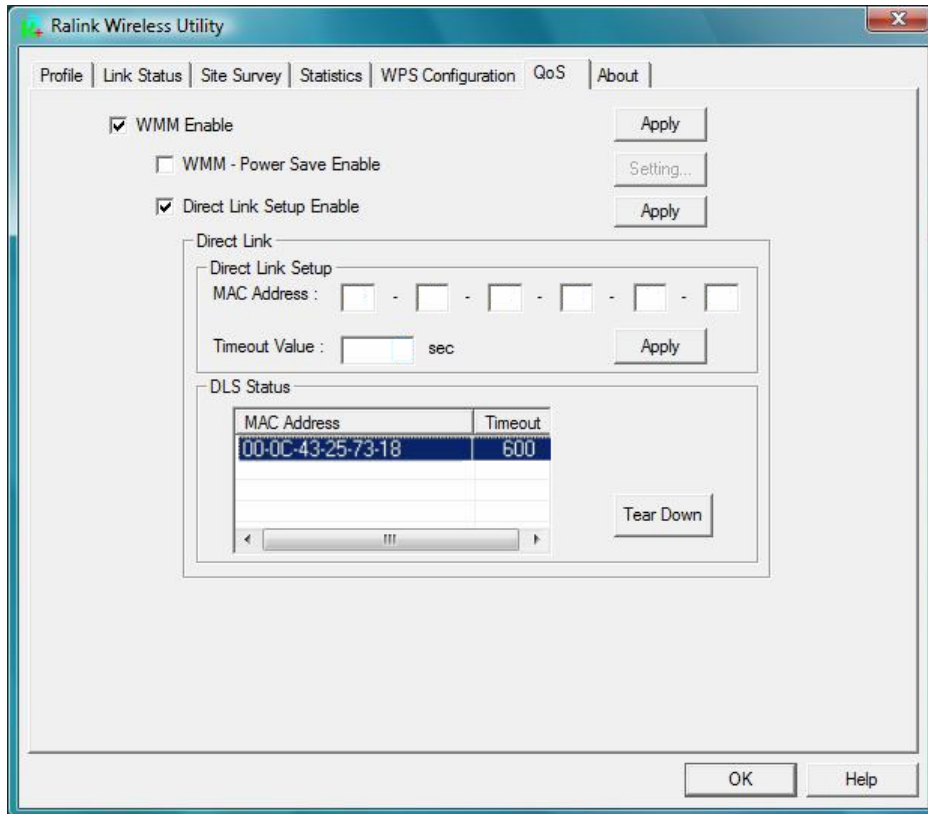 Ralink Wireless Utility
Profile Link Status Site Survey Statistics WPS Configuration QoS About
WMM Enable Apply
WMM - Power Save Enable Setting...
Direct Link Setup Enable Apply
Direct Link
Direct Link Setup
MAC Address : - - - - -
Timeout Value : sec Apply
DLS Status
MAC Address Timeout
00-0C-43-25-73-18 600
Tear Down
OK Help